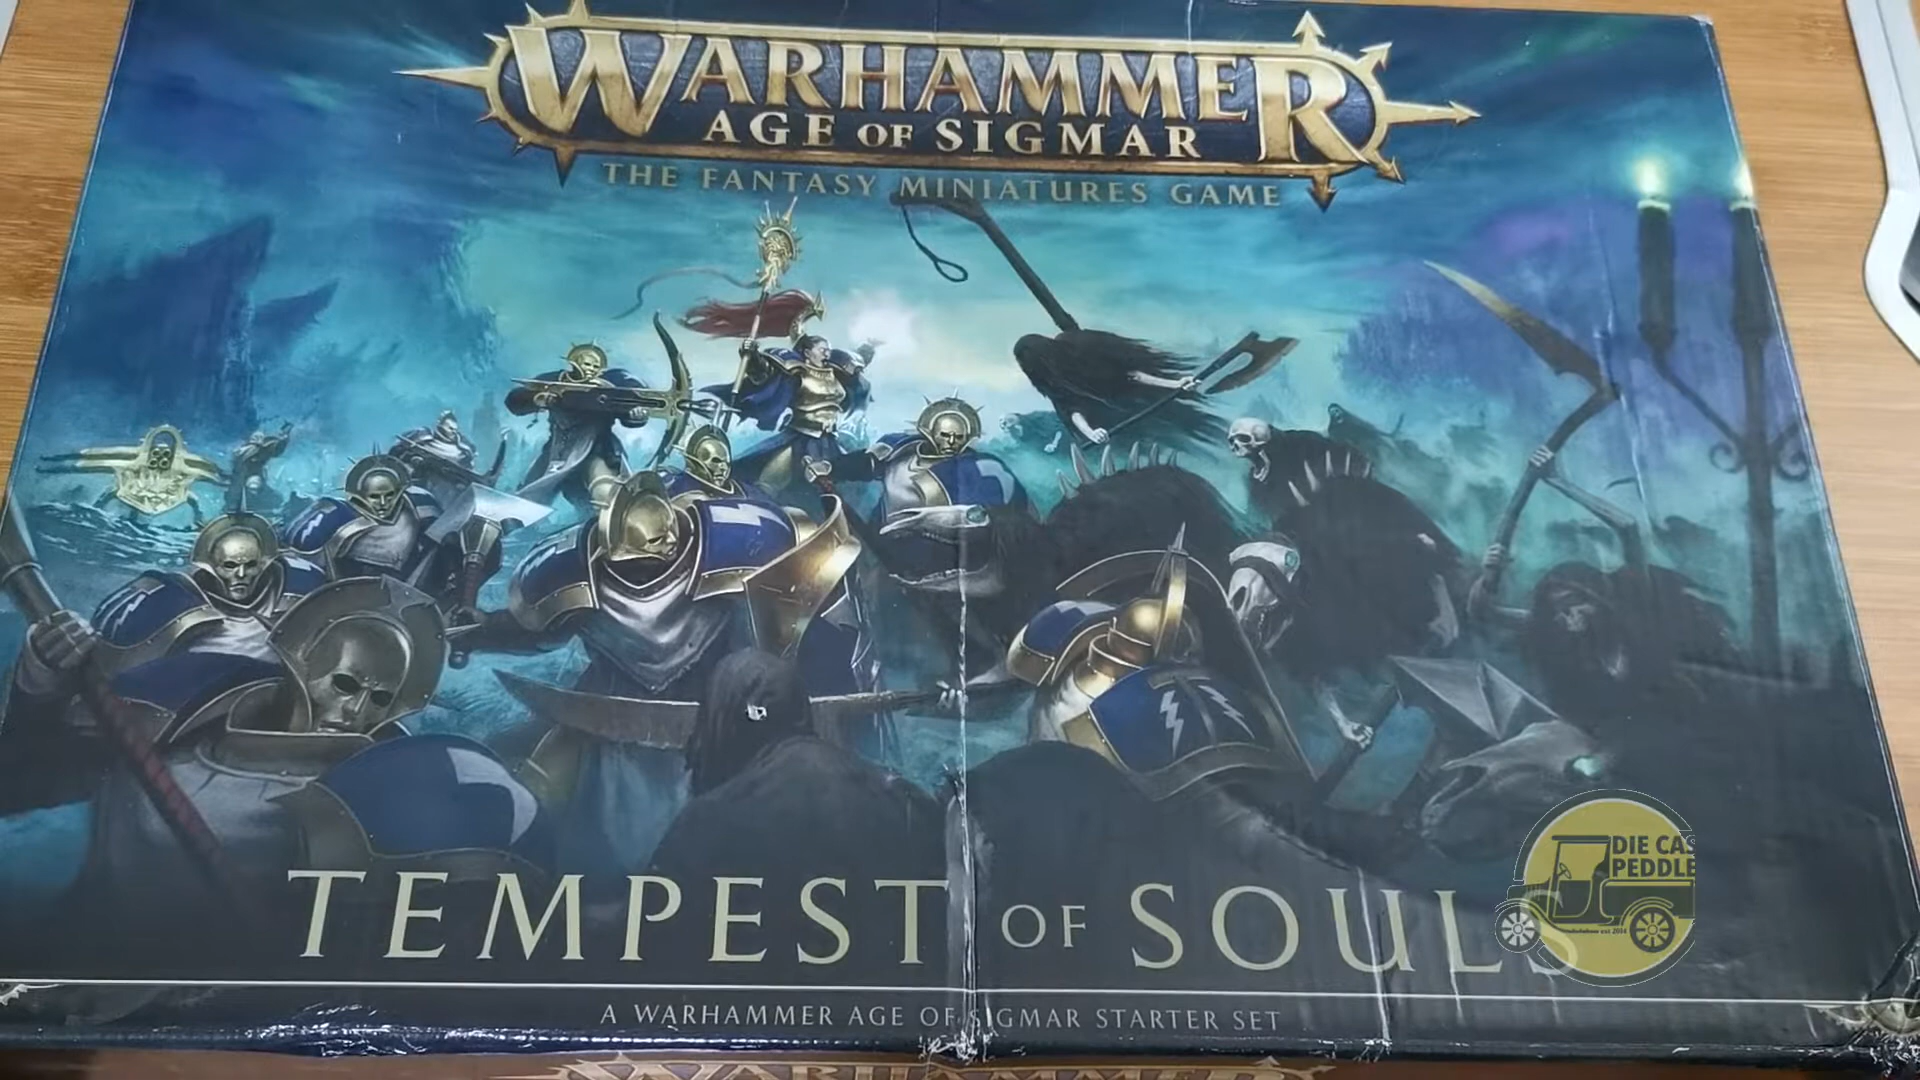 WARHAMMER
AGE OF SIGMAR
THE FANTASY MINIATURES GAME
TEMPEST OF SOULS
A WARHAMMER AGE OF SIGMAR STARTER SET
DIE CAS
PEDDLE
WARHAMMER